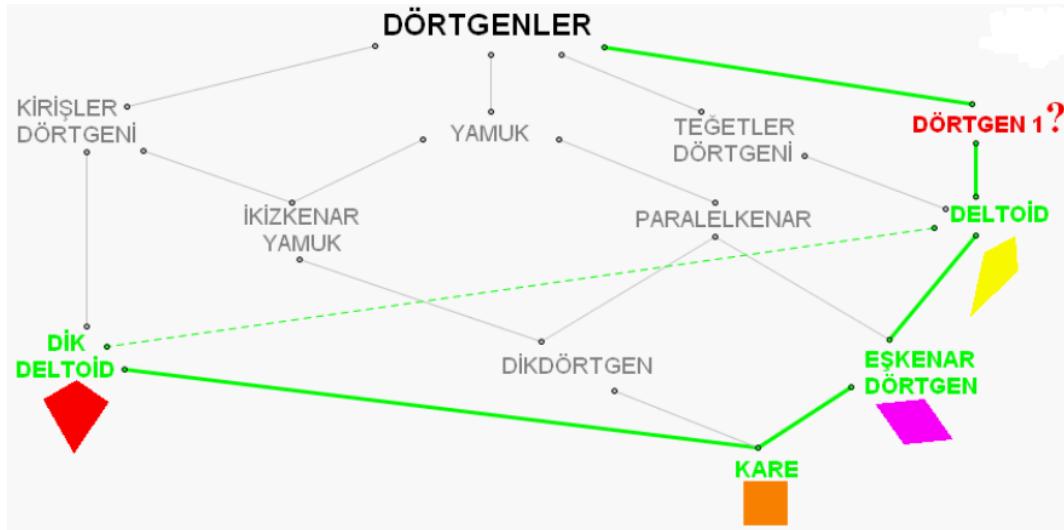 DÖRTGENLER
KİRİŞLER
DÖRTGENİ
YAMUK
TEĞETLER
DÖRTGENİ
DÖRTGEN 1?
İKİZKENAR
YAMUK
PARALELKENAR
DELTOİD
DİK
DELTOİD
DİKDÖRTGEN
EŞKENAR
DÖRTGEN
KARE